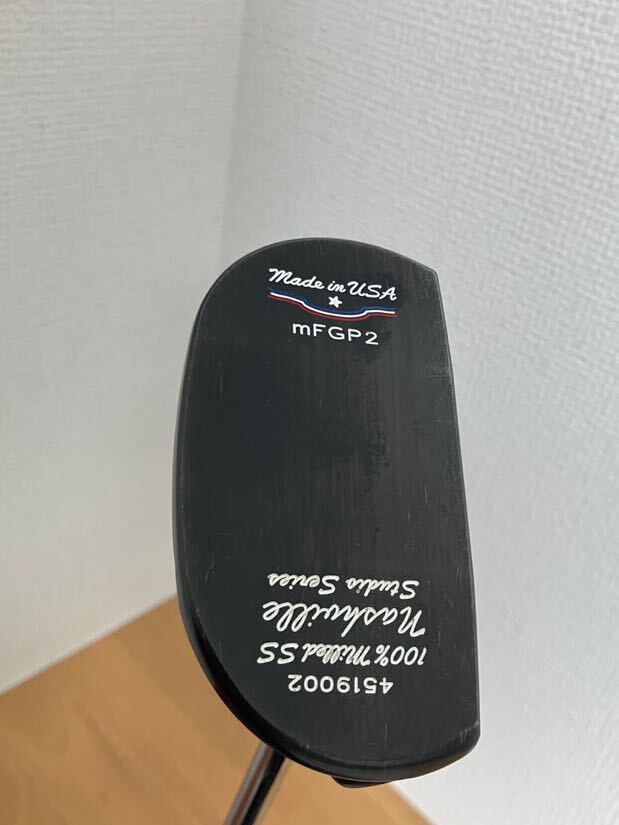 Made in USA
mFGP2
4519002
100% Milled SS
Nashville
Studio Series